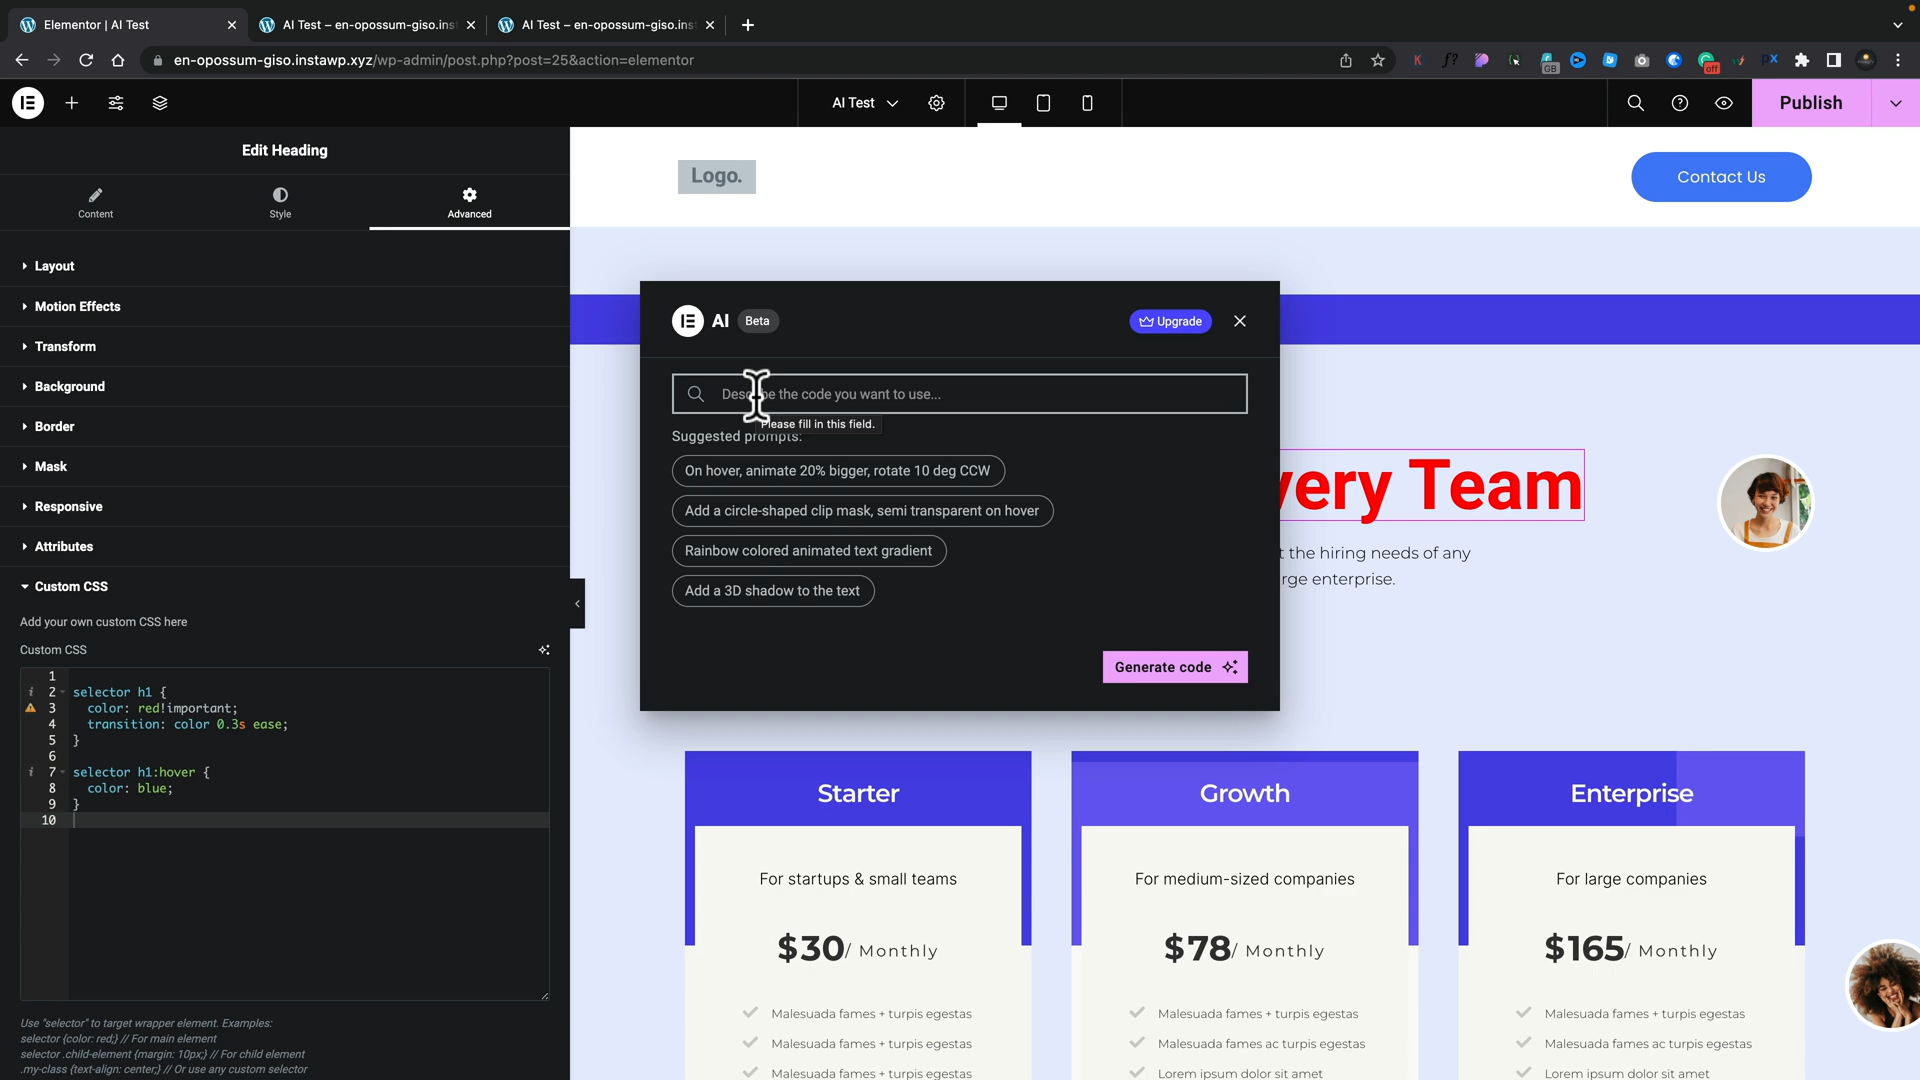 Elementor | AI Test
AI Test – en-opossum-giso.ins
AI Test – en-opossum-giso.ins
en-opossum-giso.instawp.xyz/wp-admin/post.php?post=25&action=elementor
GB
off
AI Test
Publish
Edit Heading
Content
Style
Advanced
Layout
Motion Effects
Transform
Background
Border
Mask
Responsive
Attributes
Custom CSS
Add your own custom CSS here
Custom CSS
1
2 selector h1 {
3 color: red!important;
4 transition: color 0.3s ease;
5 }
6
7 selector h1:hover {
8 color: blue;
9 }
10
Use "selector" to target wrapper element. Examples:
selector {color: red;} // For main element
selector .child-element {margin: 10px;} // For child element
.my-class {text-align: center;} // Or use any custom selector
Logo.
Contact Us
AI Beta
Upgrade
Describe the code you want to use...
Please fill in this field.
Suggested prompts:
On hover, animate 20% bigger, rotate 10 deg CCW
Add a circle-shaped clip mask, semi transparent on hover
Rainbow colored animated text gradient
Add a 3D shadow to the text
Generate code
very Team
t the hiring needs of any
rge enterprise.
Starter
For startups & small teams
$30/ Monthly
Malesuada fames + turpis egestas
Malesuada fames + turpis egestas
Malesuada fames + turpis egestas
Growth
For medium-sized companies
$78/ Monthly
Malesuada fames + turpis egestas
Malesuada fames ac turpis egestas
Lorem ipsum dolor sit amet
Enterprise
For large companies
$165/ Monthly
Malesuada fames + turpis egestas
Malesuada fames ac turpis egestas
Lorem ipsum dolor sit amet